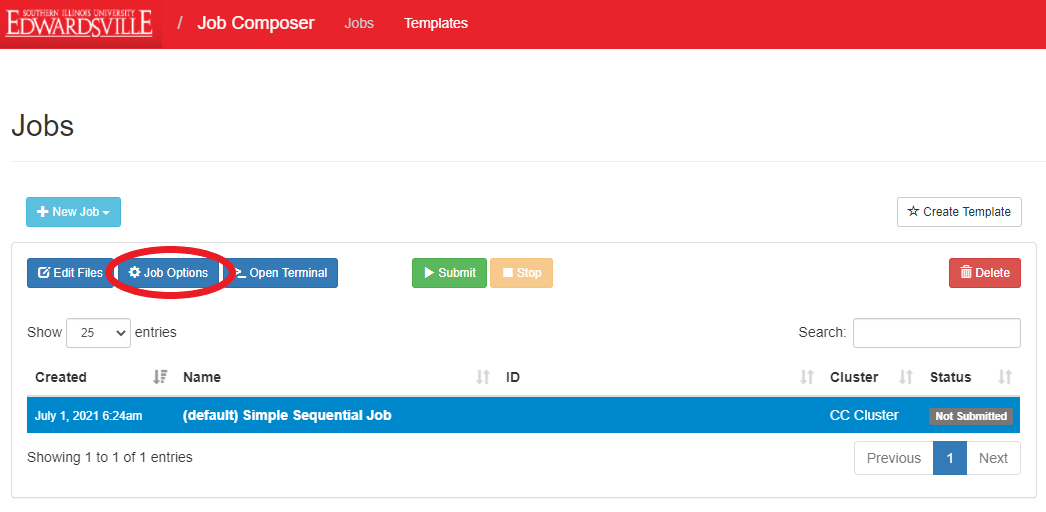 SOUTHERN ILLINOIS UNIVERSITY
EDWARDSVILLE
/ Job Composer Jobs Templates
Jobs
New Job
Create Template
Edit Files Job Options Open Terminal Submit Stop Delete
Show 25 entries Search:
Created Name ID Cluster Status
July 1, 2021 6:24am (default) Simple Sequential Job CC Cluster Not Submitted
Showing 1 to 1 of 1 entries Previous 1 Next